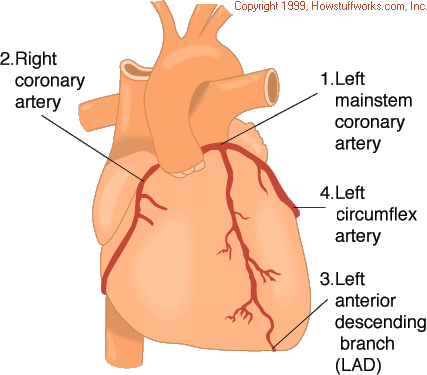 Copyright 1999, Howstuffworks.com, Inc.
2.Right
coronary
artery
1.Left
mainstem
coronary
artery
4.Left
circumflex
artery
3.Left
anterior
descending
branch
(LAD)